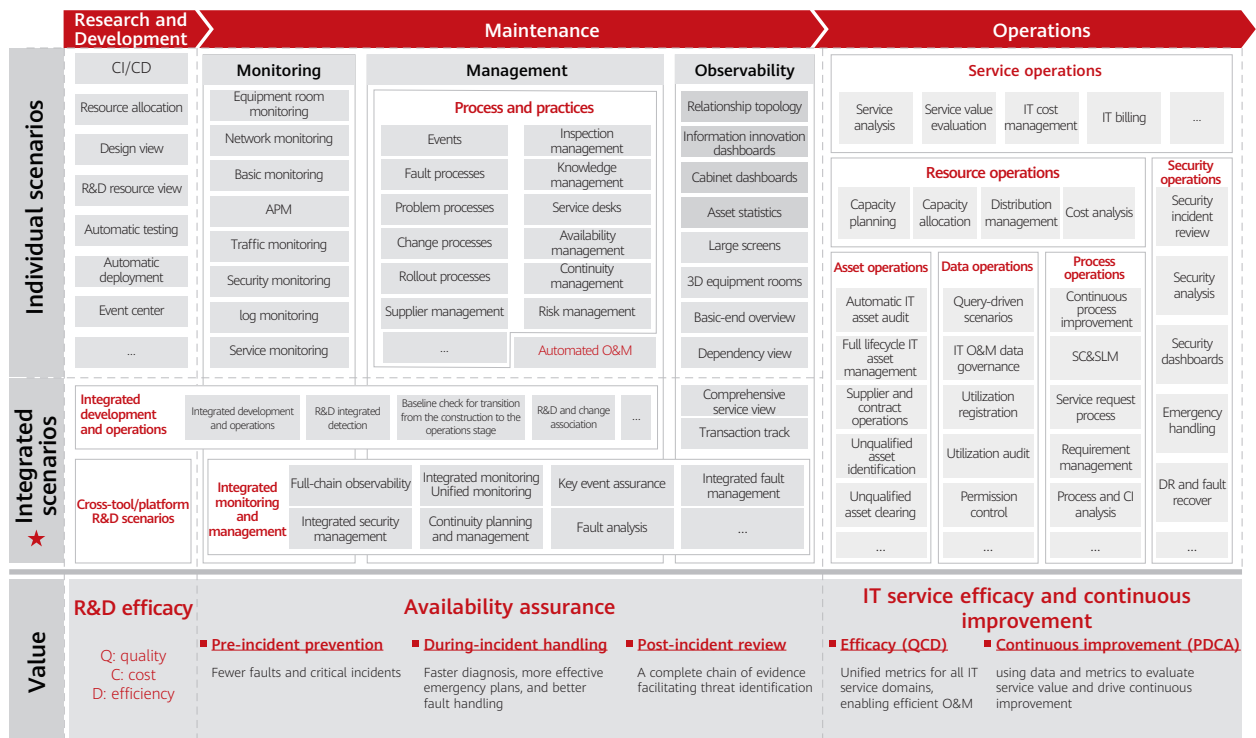 Research and
Development
Maintenance
Operations
Individual scenarios
CI/CD
Resource allocation
Design view
R&D resource view
Automatic testing
Automatic
deployment
Event center
...
Monitoring
Equipment room
monitoring
Network monitoring
Basic monitoring
APM
Traffic monitoring
Security monitoring
log monitoring
Service monitoring
Management
Process and practices
Events
Fault processes
Problem processes
Change processes
Rollout processes
Supplier management
...
Inspection
management
Knowledge
management
Service desks
Availability
management
Continuity
management
Risk management
Automated O&M
Observability
Relationship topology
Information innovation
dashboards
Cabinet dashboards
Asset statistics
Large screens
3D equipment rooms
Basic-end overview
Dependency view
Comprehensive
service view
Transaction track
Service operations
Service
analysis
Service value
evaluation
IT cost
management
IT billing
...
Resource operations
Capacity
planning
Capacity
allocation
Distribution
management
Cost analysis
Security
operations
Security
incident
review
Security
analysis
Security
dashboards
Emergency
handling
DR and fault
recover
...
Asset operations
Automatic IT
asset audit
Full lifecycle IT
asset
management
Supplier and
contract
operations
Unqualified
asset
identification
Unqualified
asset clearing
...
Data operations
Query-driven
scenarios
IT O&M data
governance
Utilization
registration
Utilization audit
Permission
control
...
Process
operations
Continuous
process
improvement
SC&SLM
Service request
process
Requirement
management
Process and CI
analysis
...
★ Integrated
scenarios
Integrated
development
and operations
Integrated development
and operations
R&D integrated
detection
Baseline check for transition
from the construction to the
operations stage
R&D and change
association
...
Cross-tool/platform
R&D scenarios
Integrated
monitoring
and
management
Full-chain observability
Integrated monitoring
Unified monitoring
Key event assurance
Integrated fault
management
Integrated security
management
Continuity planning
and management
Fault analysis
...
Value
R&D efficacy
Q: quality
C: cost
D: efficiency
Availability assurance
Pre-incident prevention
Fewer faults and critical incidents
During-incident handling
Faster diagnosis, more effective
emergency plans, and better
fault handling
Post-incident review
A complete chain of evidence
facilitating threat identification
IT service efficacy and continuous
improvement
Efficacy (QCD)
Unified metrics for all IT
service domains,
enabling efficient O&M
Continuous improvement (PDCA)
using data and metrics to evaluate
service value and drive continuous
improvement